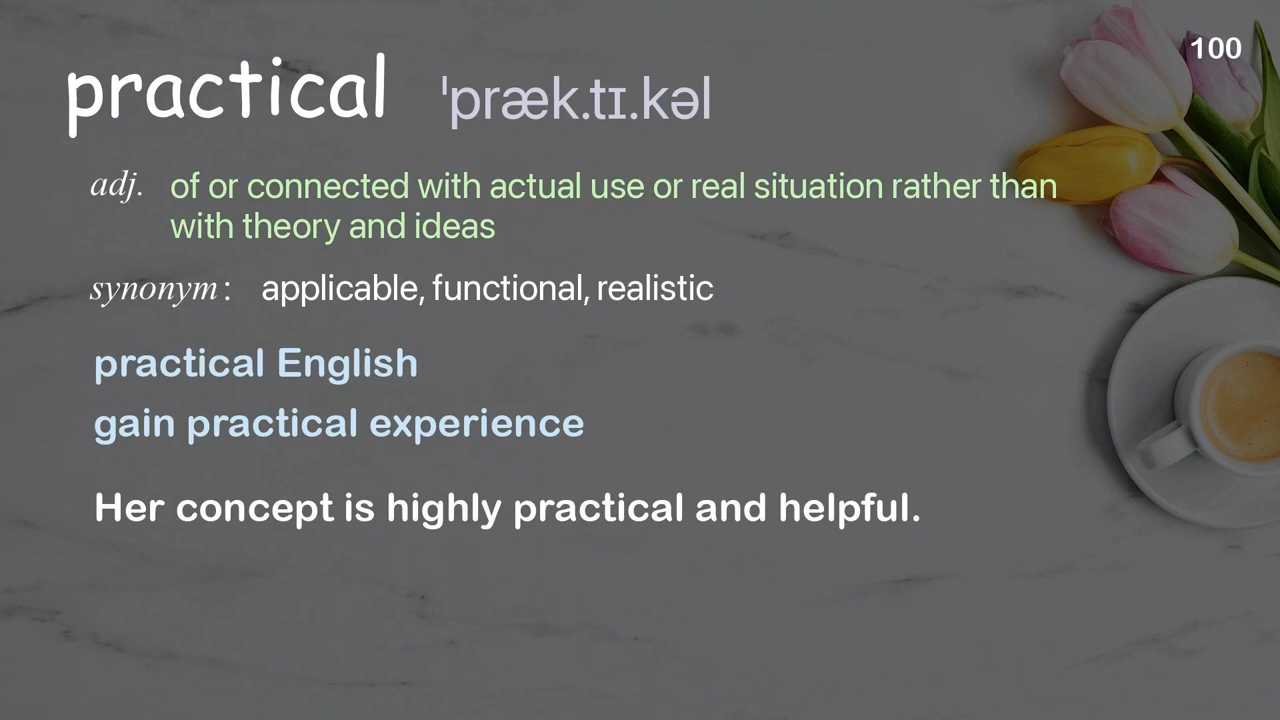 100
practical ˈpræk.tɪ.kəl
adj. of or connected with actual use or real situation rather than
with theory and ideas
synonym: applicable, functional, realistic
practical English
gain practical experience
Her concept is highly practical and helpful.